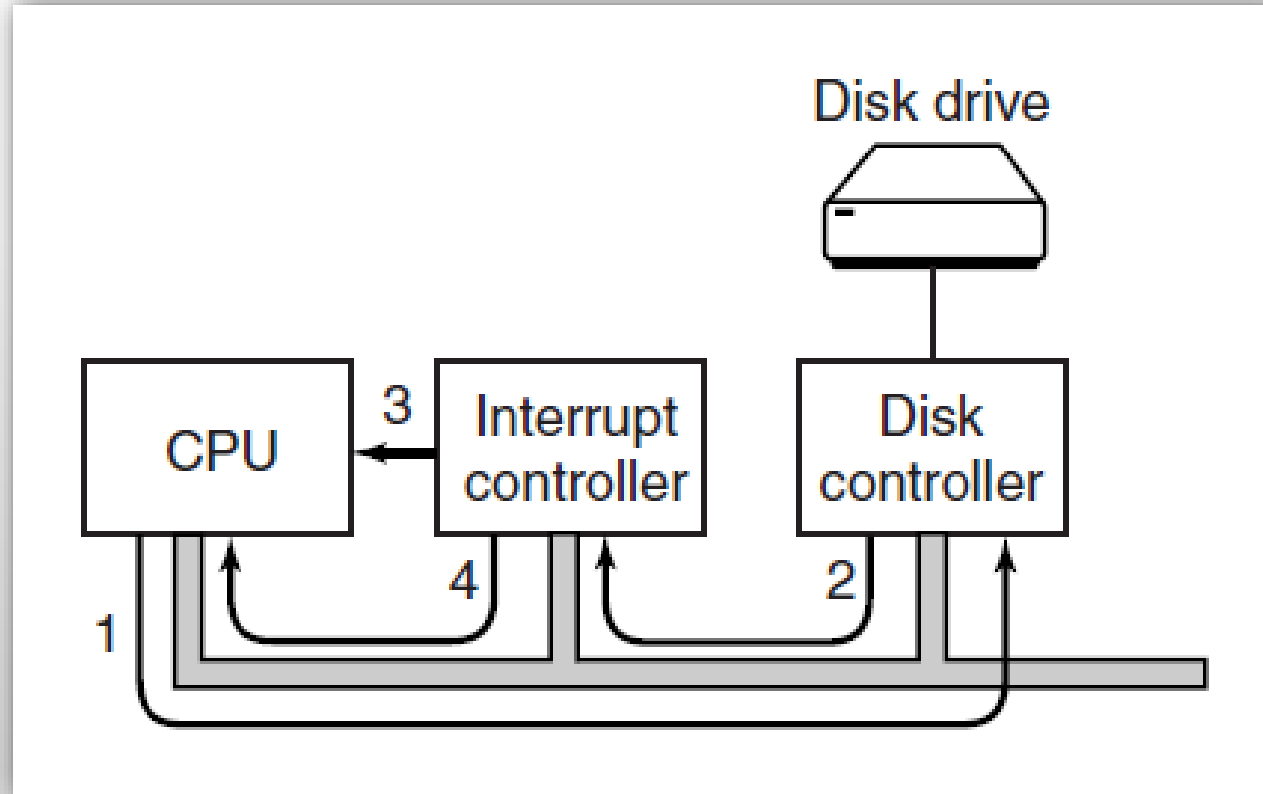 Disk drive
CPU
3
Interrupt
controller
Disk
controller
1
4
2